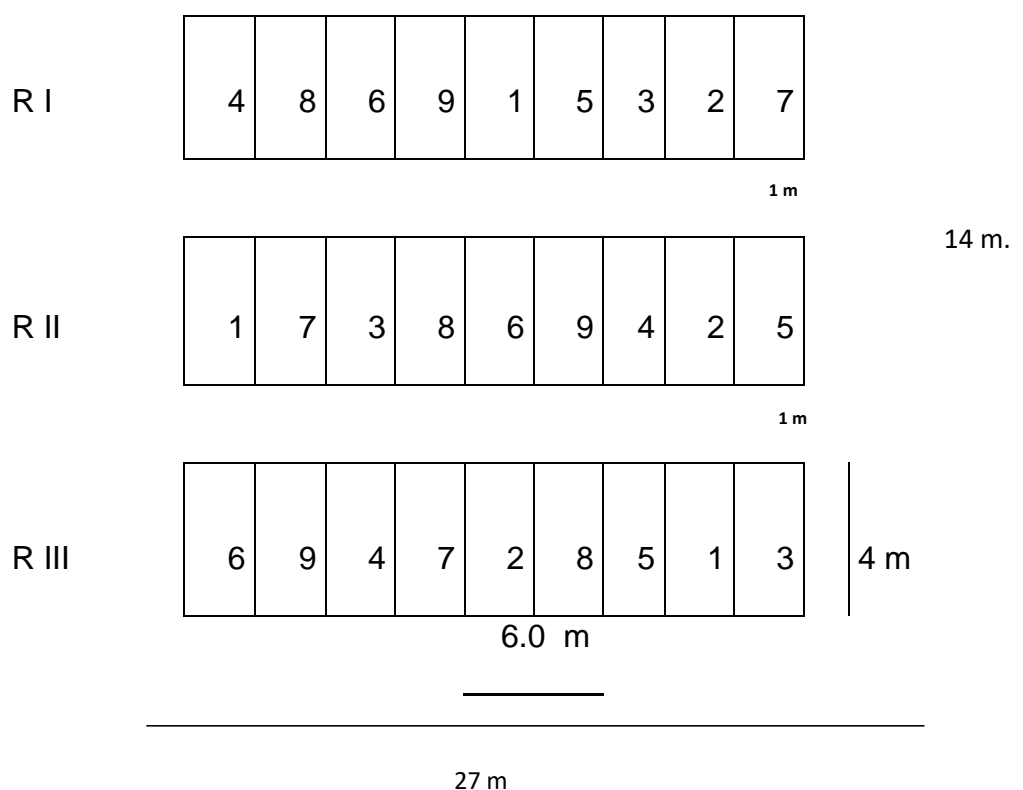 R I 4 8 6 9 1 5 3 2 7
1 m
14 m.
R II 1 7 3 8 6 9 4 2 5
1 m
R III 6 9 4 7 2 8 5 1 3 4 m
6.0 m
27 m